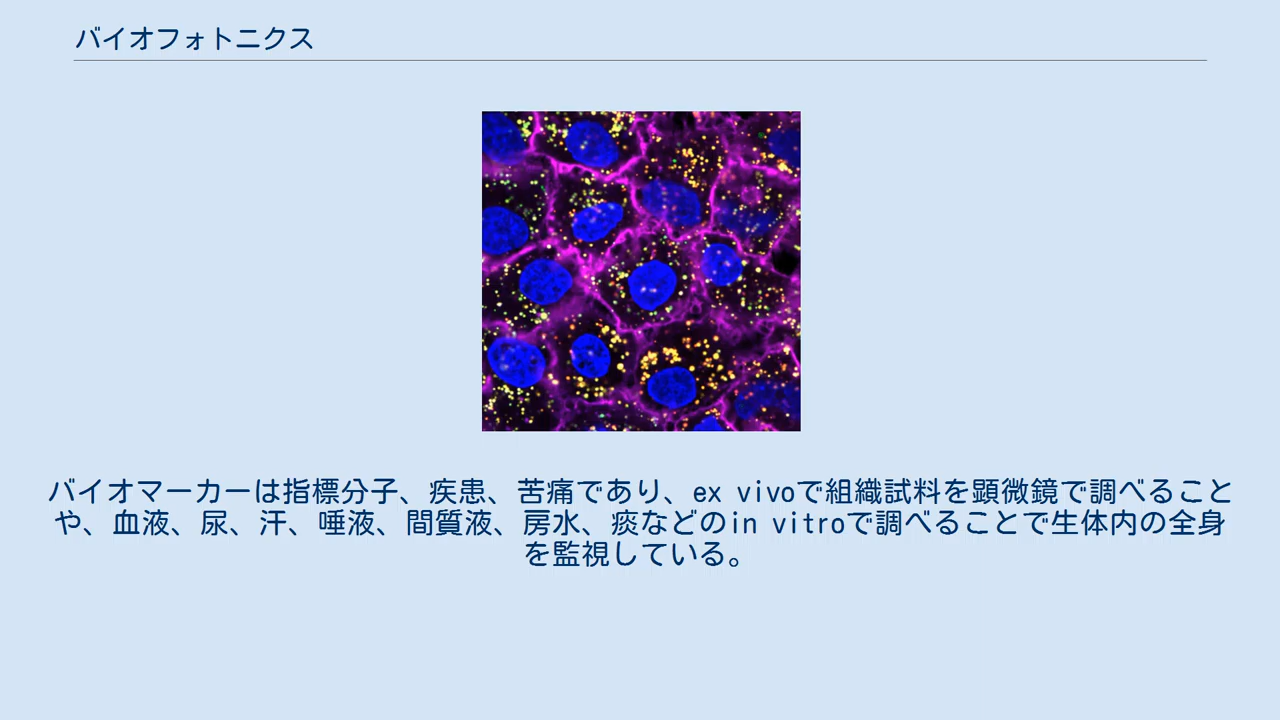 バイオフォトニクス
バイオマーカーは指標分子、疾患、苦痛であり、ex vivoで組織試料を顕微鏡で調べること
や、血液、尿、汗、唾液、間質液、房水、痰などのin vitroで調べることで生体内の全身
を監視している。